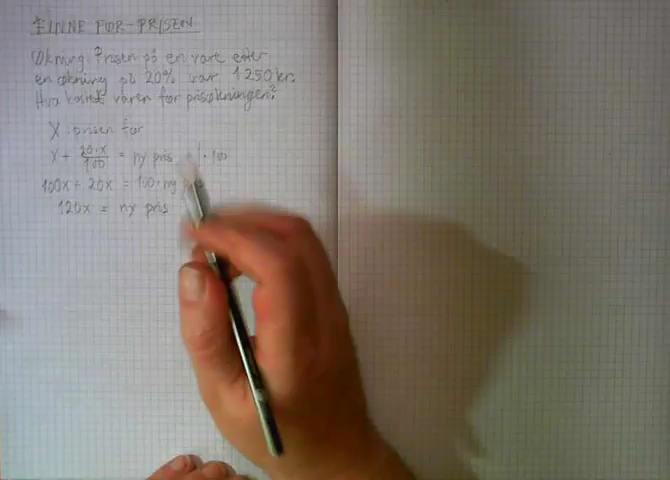 FINNE FØR-PRISEN
Økning: Prisen på en vare etter
en økning på 20% var 1250 kr.
Hva kostet varen før prisøkningen?
X : prisen før
X + 20·x/100 = ny pris | · 100
100x + 20x = 100 · ny pris
120x = ny pris